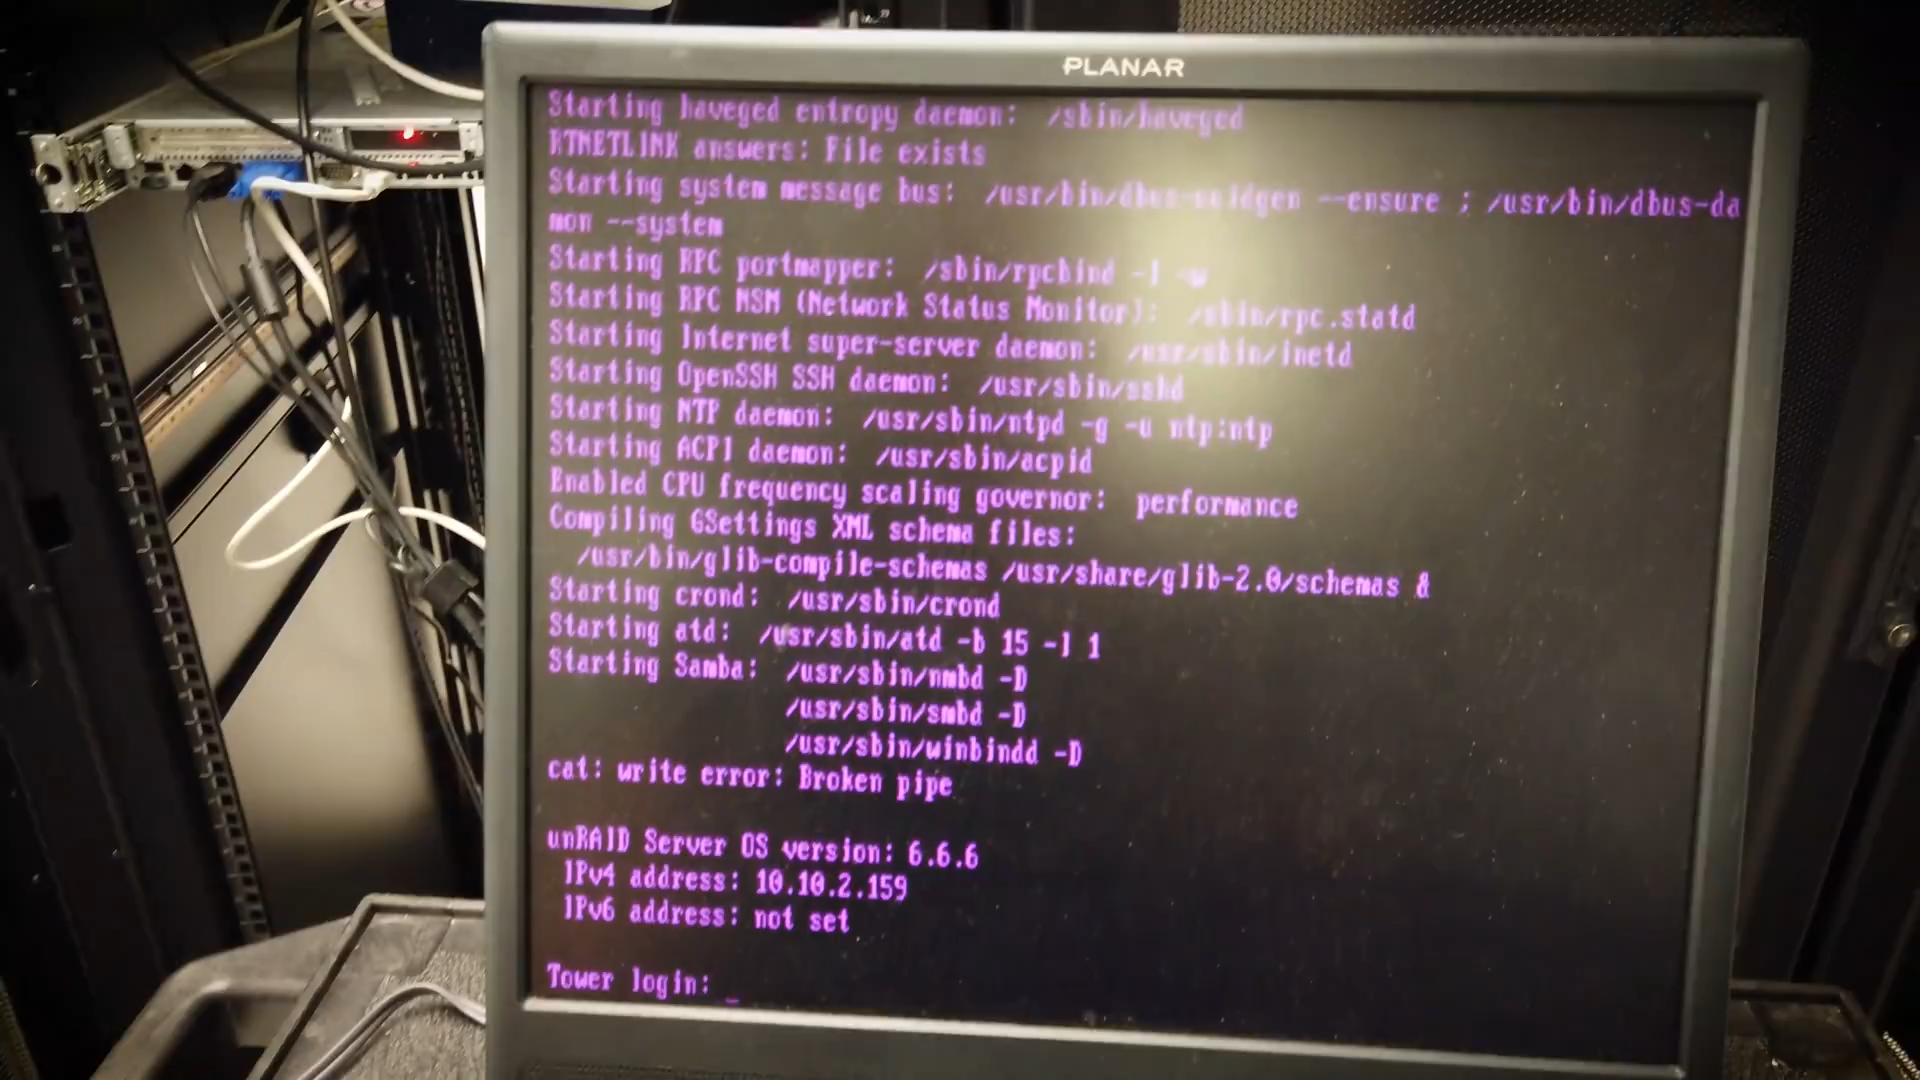 PLANAR
Starting haveged entropy daemon: /sbin/haveged
RTNETLINK answers: File exists
Starting system message bus: /usr/bin/dbus-uuidgen --ensure ; /usr/bin/dbus-da
mon --system
Starting RPC portmapper: /sbin/rpcbind -l -w
Starting RPC NSM (Network Status Monitor): /sbin/rpc.statd
Starting Internet super-server daemon: /usr/sbin/inetd
Starting OpenSSH SSH daemon: /usr/sbin/sshd
Starting NTP daemon: /usr/sbin/ntpd -g -u ntp:ntp
Starting ACPI daemon: /usr/sbin/acpid
Enabled CPU frequency scaling governor: performance
Compiling GSettings XML schema files:
/usr/bin/glib-compile-schemas /usr/share/glib-2.0/schemas &
Starting crond: /usr/sbin/crond
Starting atd: /usr/sbin/atd -b 15 -l 1
Starting Samba: /usr/sbin/nmbd -D
/usr/sbin/smbd -D
/usr/sbin/winbindd -D
cat: write error: Broken pipe
unRAID Server OS version: 6.6.6
IPv4 address: 10.10.2.159
IPv6 address: not set
Tower login: _